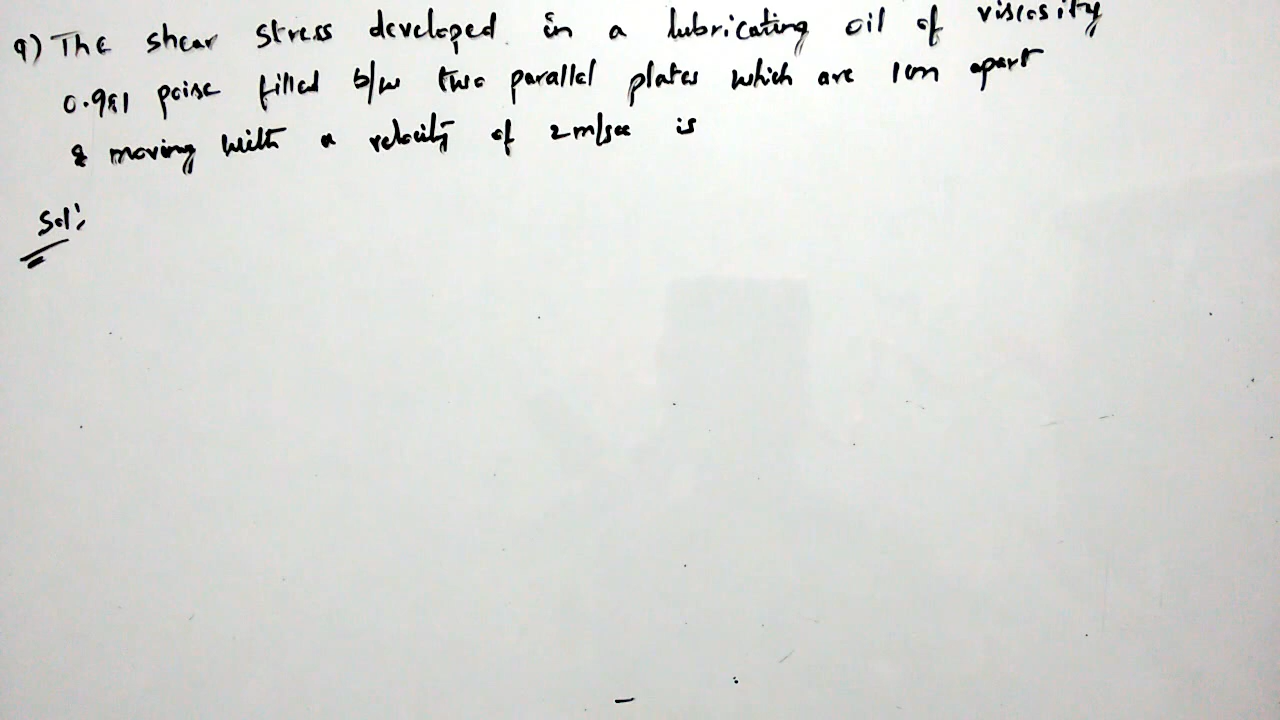 9) The shear stress developed in a lubricating oil of viscosity
0.981 poise filled b/w two parallel plates which are 1cm apart
& moving with a velocity of 2m/sec is
Sol: